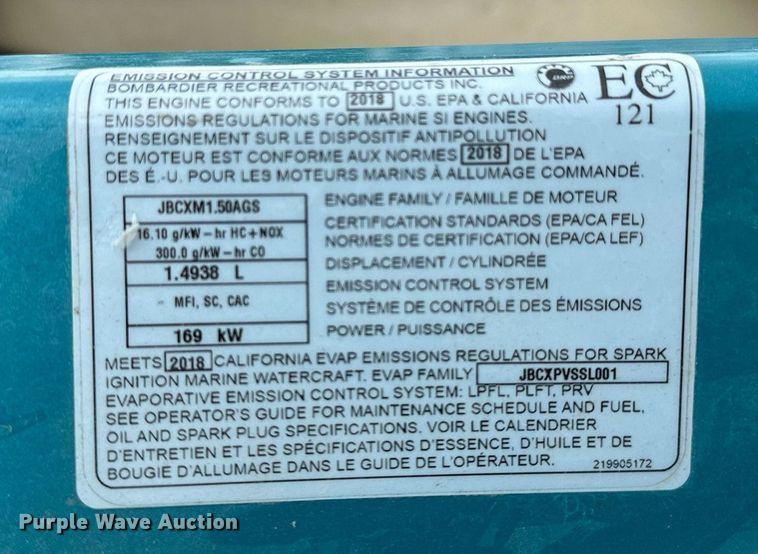 EMISSION CONTROL SYSTEM INFORMATION
BOMBARDIER RECREATIONAL PRODUCTS INC.
BRP
EC
121
THIS ENGINE CONFORMS TO 2018 U.S. EPA & CALIFORNIA
EMISSIONS REGULATIONS FOR MARINE SI ENGINES.
RENSEIGNEMENT SUR LE DISPOSITIF ANTIPOLLUTION
CE MOTEUR EST CONFORME AUX NORMES 2018 DE L'EPA
DES É.-U. POUR LES MOTEURS MARINS À ALLUMAGE COMMANDÉ.
JBCXM1.50AGS ENGINE FAMILY / FAMILLE DE MOTEUR
16.10 g/kW – hr HC + NOX CERTIFICATION STANDARDS (EPA/CA FEL)
300.0 g/kW – hr CO NORMES DE CERTIFICATION (EPA/CA LEF)
1.4938 L DISPLACEMENT / CYLINDRÉE
MFI, SC, CAC EMISSION CONTROL SYSTEM
SYSTÈME DE CONTRÔLE DES ÉMISSIONS
169 kW POWER / PUISSANCE
MEETS 2018 CALIFORNIA EVAP EMISSIONS REGULATIONS FOR SPARK
IGNITION MARINE WATERCRAFT. EVAP FAMILY JBCXPVSSL001
EVAPORATIVE EMISSION CONTROL SYSTEM: LPFL, PLFT, PRV
SEE OPERATOR'S GUIDE FOR MAINTENANCE SCHEDULE AND FUEL,
OIL AND SPARK PLUG SPECIFICATIONS. VOIR LE CALENDRIER
D'ENTRETIEN ET LES SPÉCIFICATIONS D'ESSENCE, D'HUILE ET DE
BOUGIE D'ALLUMAGE DANS LE GUIDE DE L'OPÉRATEUR.
219905172
Purple Wave Auction